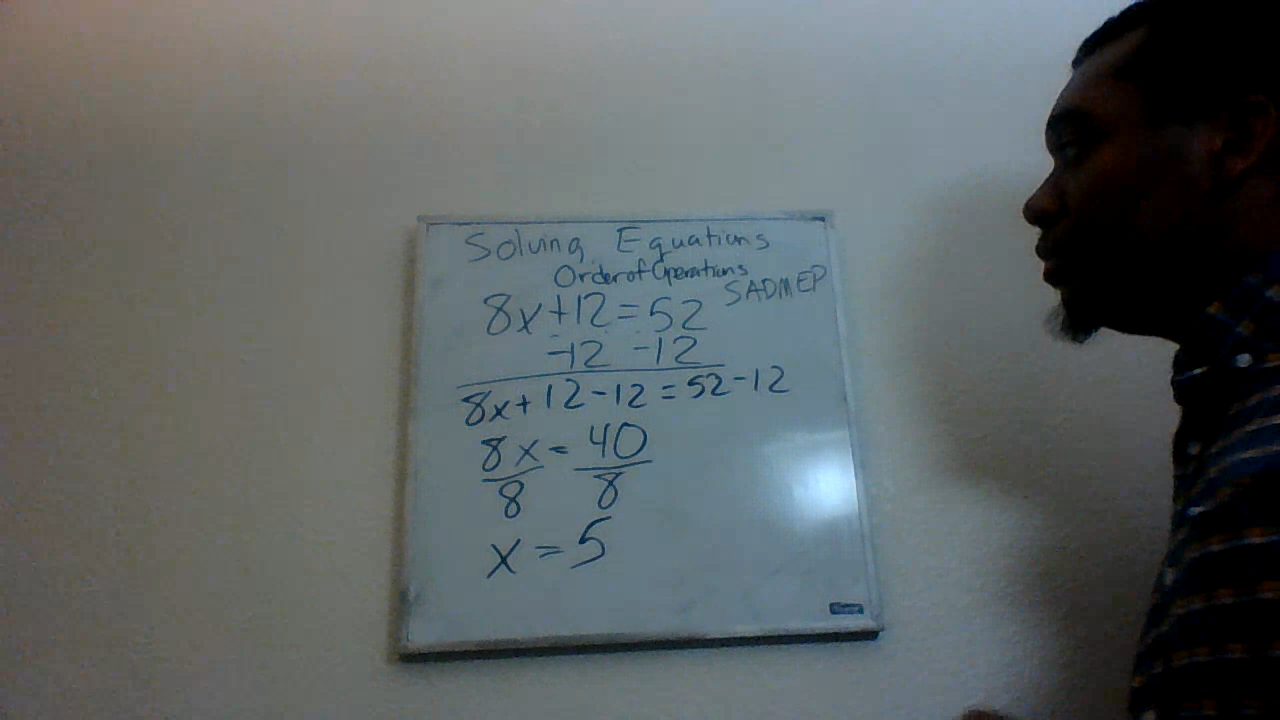 Solving Equations
Order of Operations
SADMEP
8x+12=52
-12 -12
8x+12-12=52-12
8x=40
8 8
x=5